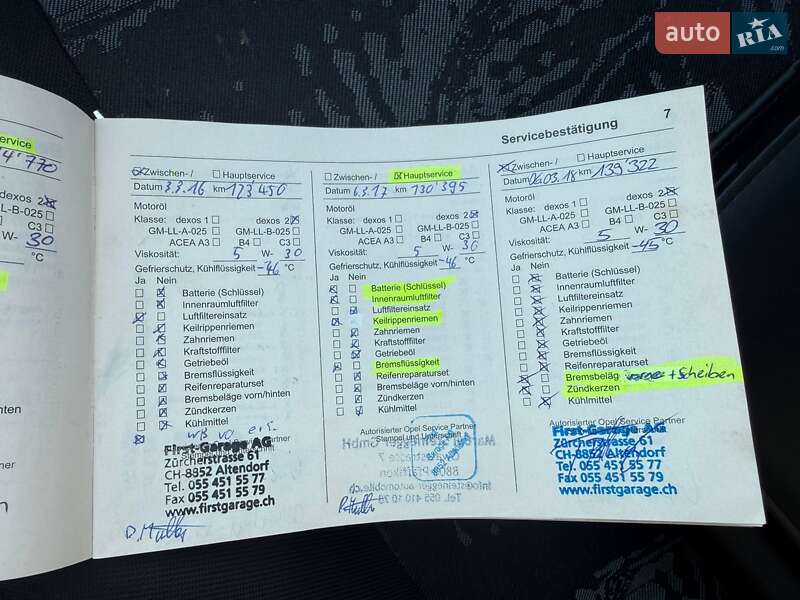 auto RIA .com
7
Servicebestätigung
ervice
4'770
os 2
LL-B-025
C3
W- 30
°C
Zwischen- / Hauptservice
Datum 3.3.16 km 123'450
Motoröl
Klasse: dexos 1 dexos 2
GM-LL-A-025 GM-LL-B-025
ACEA A3 B4 C3
Viskosität: 5 W- 30
Gefrierschutz, Kühlflüssigkeit -46 °C
Ja Nein
Batterie (Schlüssel)
Innenraumluftfilter
Luftfiltereinsatz
Keilrippenriemen
Zahnriemen
Kraftstofffilter
Getriebeöl
Bremsflüssigkeit
Reifenreparaturset
Bremsbeläge vorn/hinten
Zündkerzen
Kühlmittel
First-Garage AG
Zürcherstrasse 61
CH-8852 Altendorf
Tel. 055 451 55 77
Fax 055 451 55 79
www.firstgarage.ch
Zwischen- / Hauptservice
Datum 6.3.17 km 130'395
Motoröl
Klasse: dexos 1 dexos 2
GM-LL-A-025 GM-LL-B-025
ACEA A3 B4 C3
Viskosität: 5 W- 30
Gefrierschutz, Kühlflüssigkeit -46 °C
Ja Nein
Batterie (Schlüssel)
Innenraumluftfilter
Luftfiltereinsatz
Keilrippenriemen
Zahnriemen
Kraftstofffilter
Getriebeöl
Bremsflüssigkeit
Reifenreparaturset
Bremsbeläge vorn/hinten
Zündkerzen
Kühlmittel
Autorisierter Opel Service Partner
Stempel und Unterschrift
Zwischen- / Hauptservice
Datum 06.03.18 km 139'322
Motoröl
Klasse: dexos 1 dexos 2
GM-LL-A-025 GM-LL-B-025
ACEA A3 B4 C3
Viskosität: 5 W- 30
Gefrierschutz, Kühlflüssigkeit -45 °C
Ja Nein
Batterie (Schlüssel)
Innenraumluftfilter
Luftfiltereinsatz
Keilrippenriemen
Zahnriemen
Kraftstofffilter
Getriebeöl
Bremsflüssigkeit
Reifenreparaturset
Bremsbeläg + Scheiben
Zündkerzen
Kühlmittel
Autorisierter Opel Service Partner
First-Garage AG
Zürcherstrasse 61
CH-8852 Altendorf
Tel. 055 451 55 77
Fax 055 451 55 79
www.firstgarage.ch